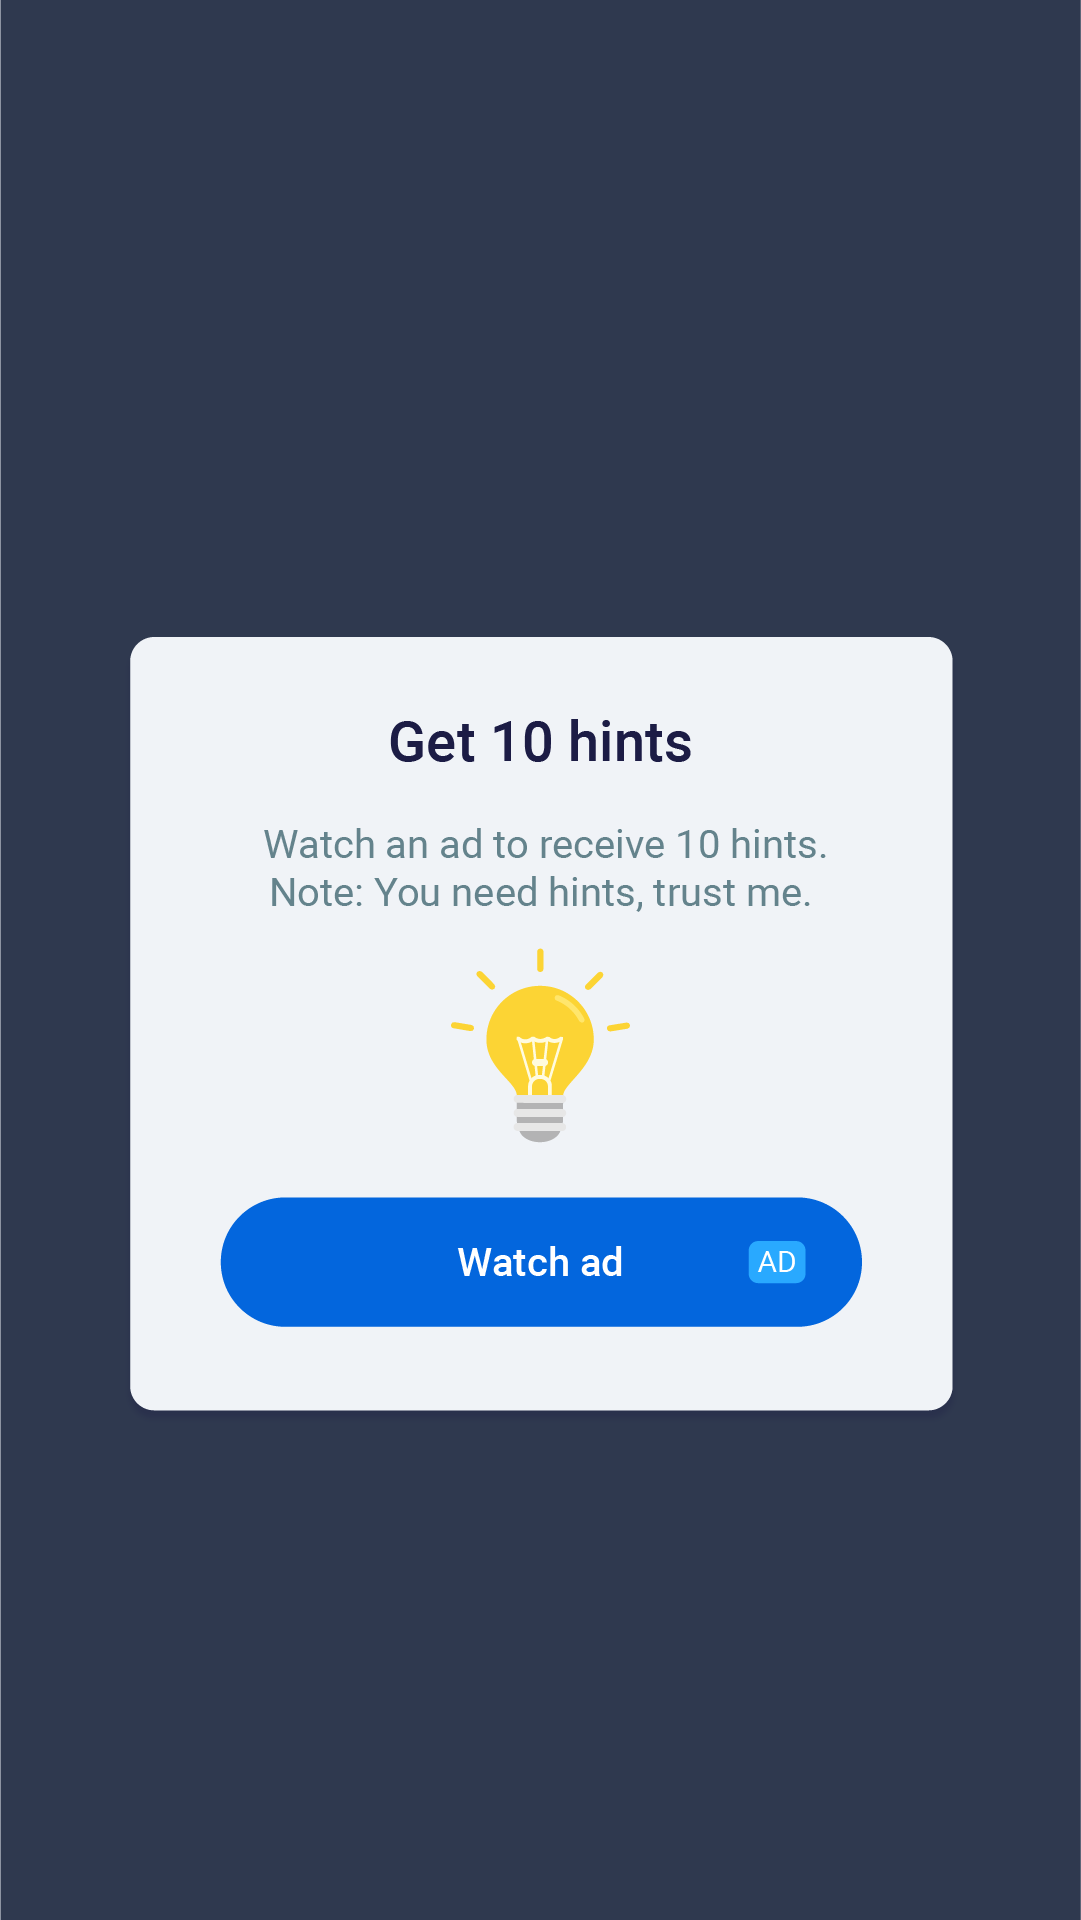 Get 10 hints
Watch an ad to receive 10 hints.
Note: You need hints, trust me.
Watch ad
AD